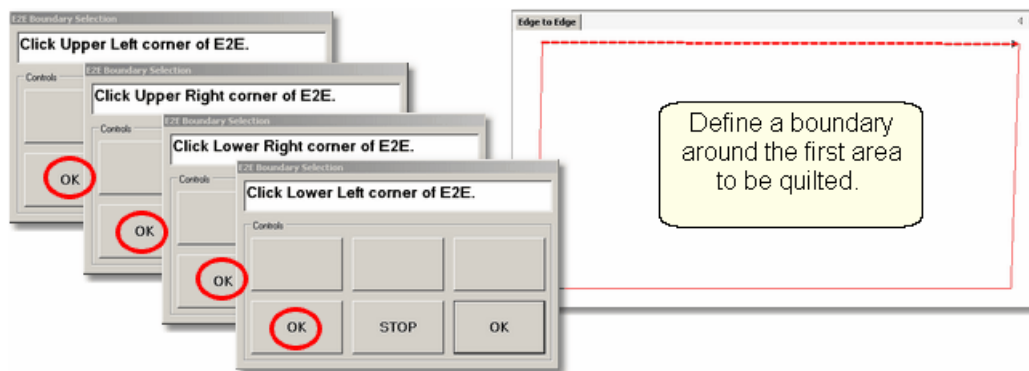 E2E Boundary Selection
Click Upper Left corner of E2E.
Controls
OK
E2E Boundary Selection
Click Upper Right corner of E2E.
Controls
OK
E2E Boundary Selection
Click Lower Right corner of E2E.
Controls
OK
E2E Boundary Selection
Click Lower Left corner of E2E.
Controls
OK STOP OK
Edge to Edge
Define a boundary
around the first area
to be quilted.